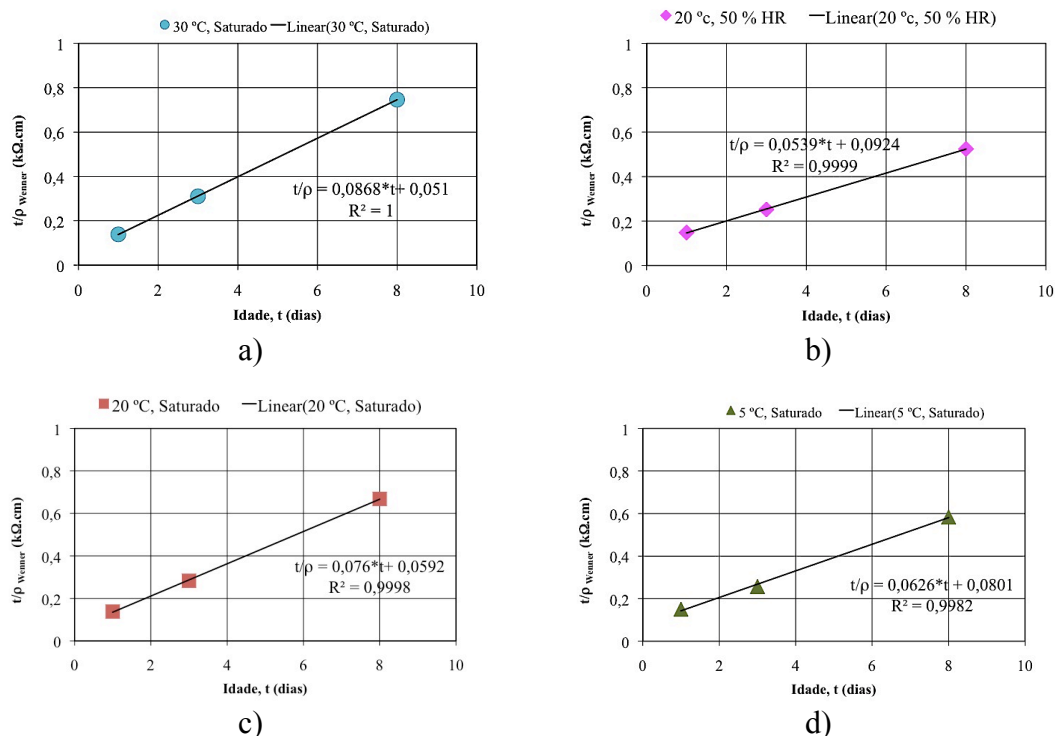 30 ºC, Saturado Linear(30 ºC, Saturado)
1
0,8
0,6
0,4
0,2
0
t/ρ Wenner (kΩ.cm)
t/ρ = 0,0868*t+ 0,051
R² = 1
0 2 4 6 8 10
Idade, t (dias)
a)
20 ºc, 50 % HR Linear(20 ºc, 50 % HR)
1
0,8
0,6
0,4
0,2
0
t/ρ Wenner (kΩ.cm)
t/ρ = 0,0539*t + 0,0924
R² = 0,9999
0 2 4 6 8 10
Idade, t (dias)
b)
20 ºC, Saturado Linear(20 ºC, Saturado)
1
0,8
0,6
0,4
0,2
0
t/ρ Wenner (kΩ.cm)
t/ρ = 0,076*t+ 0,0592
R² = 0,9998
0 2 4 6 8 10
Idade, t (dias)
c)
5 ºC, Saturado Linear(5 ºC, Saturado)
1
0,8
0,6
0,4
0,2
0
t/ρ Wenner (kΩ.cm)
t/ρ = 0,0626*t + 0,0801
R² = 0,9982
0 2 4 6 8 10
Idade, t (dias)
d)